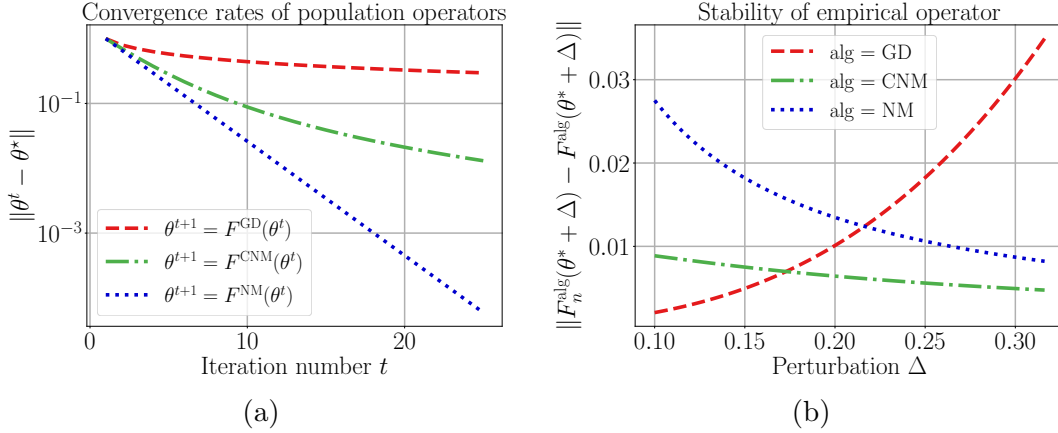 Convergence rates of population operators
‖θ^t − θ*‖
10^{−1}
10^{−3}
θ^{t+1} = F^{GD}(θ^t)
θ^{t+1} = F^{CNM}(θ^t)
θ^{t+1} = F^{NM}(θ^t)
0
10
20
Iteration number t
(a)
Stability of empirical operator
‖F_n^{alg}(θ* + Δ) − F^{alg}(θ* + Δ)‖
0.03
0.02
0.01
alg = GD
alg = CNM
alg = NM
0.10
0.15
0.20
0.25
0.30
Perturbation Δ
(b)